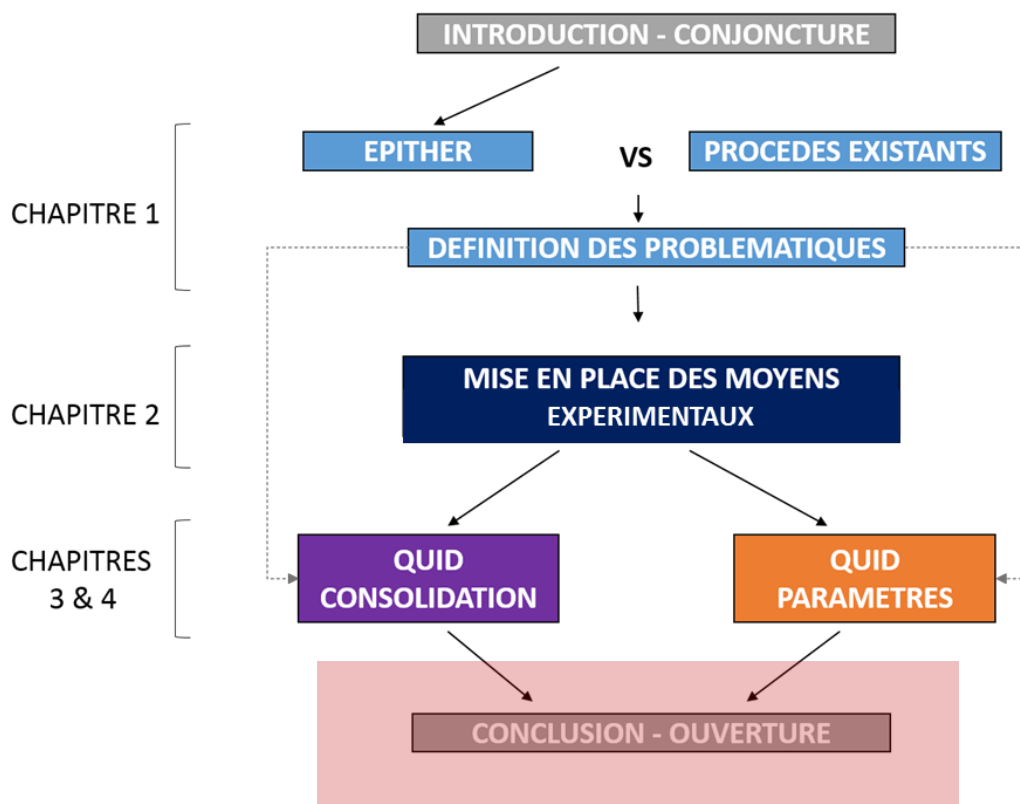 INTRODUCTION - CONJONCTURE
EPITHER
VS
PROCEDES EXISTANTS
CHAPITRE 1
DEFINITION DES PROBLEMATIQUES
MISE EN PLACE DES MOYENS
EXPERIMENTAUX
CHAPITRE 2
CHAPITRES
3 & 4
QUID
CONSOLIDATION
QUID
PARAMETRES
CONCLUSION - OUVERTURE